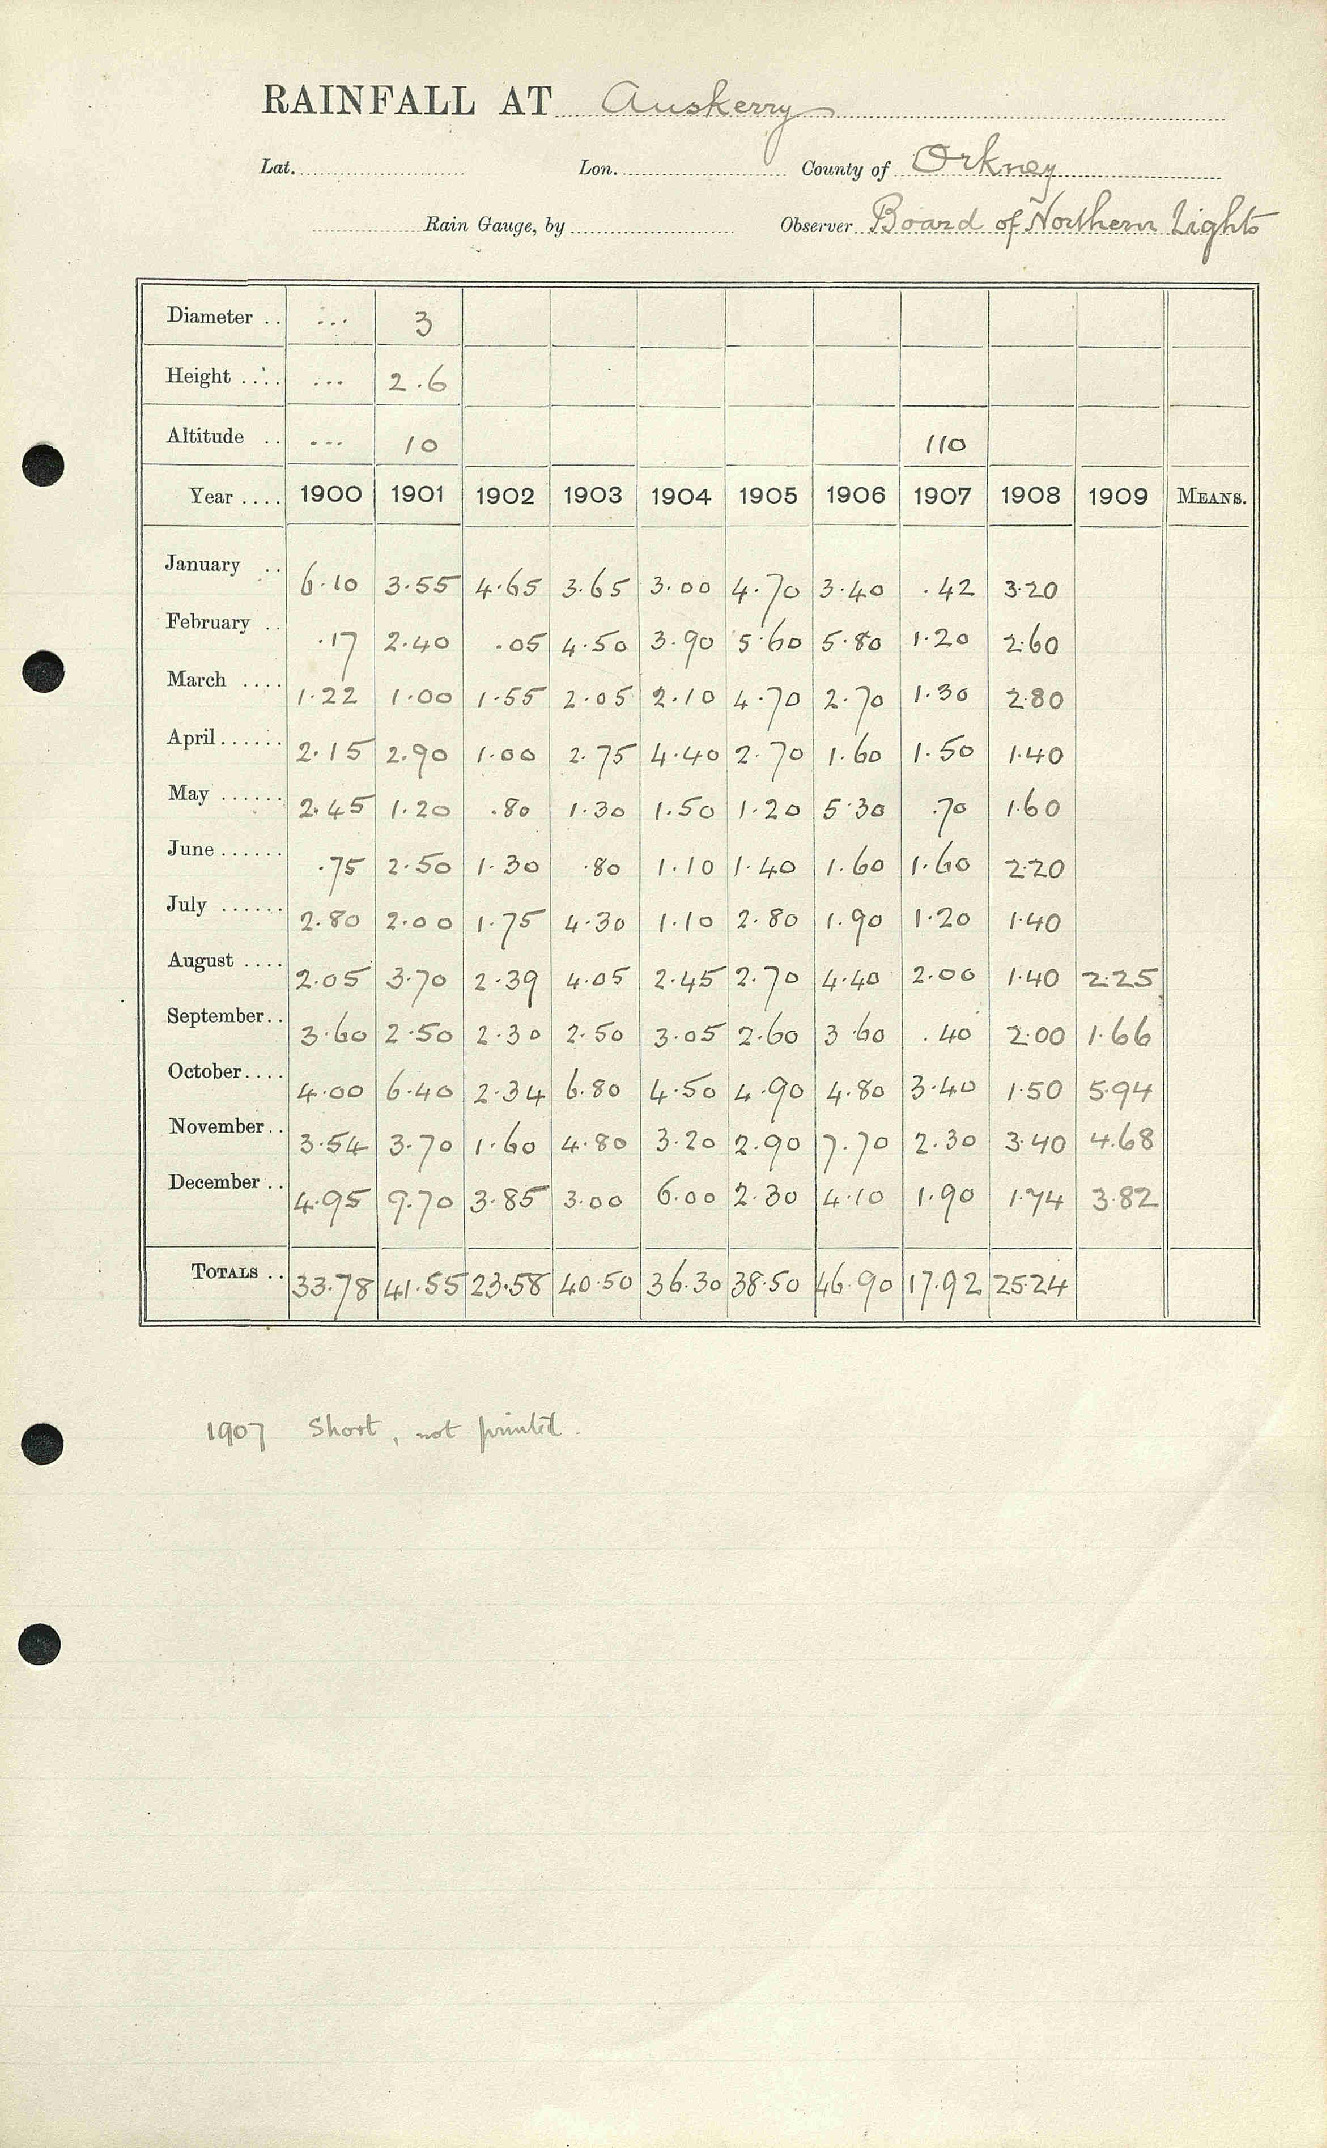 RAINFALL AT Auskerry
Lat. Lon. County of Orkney
Rain Gauge, by Observer Board of Northern Lights
Diameter .. ... 3
Height .... ... 2.6
Altitude .. --- 10 110
Year .... 1900 1901 1902 1903 1904 1905 1906 1907 1908 1909 MEANS.
January .. 6.10 3.55 4.65 3.65 3.00 4.70 3.40 .42 3.20
February .. .17 2.40 .05 4.50 3.90 5.60 5.80 1.20 2.60
March .... 1.22 1.00 1.55 2.05 2.10 4.70 2.70 1.30 2.80
April...... 2.15 2.90 1.00 2.75 4.40 2.70 1.60 1.50 1.40
May ...... 2.45 1.20 .80 1.30 1.50 1.20 5.30 .70 1.60
June...... .75 2.50 1.30 .80 1.10 1.40 1.60 1.60 2.20
July ...... 2.80 2.00 1.75 4.30 1.10 2.80 1.90 1.20 1.40
August .... 2.05 3.70 2.39 4.05 2.45 2.70 4.40 2.00 1.40 2.25
September.. 3.60 2.50 2.30 2.50 3.05 2.60 3.60 .40 2.00 1.66
October.... 4.00 6.40 2.34 6.80 4.50 4.90 4.80 3.40 1.50 5.94
November.. 3.54 3.70 1.60 4.80 3.20 2.90 7.70 2.30 3.40 4.68
December.. 4.95 9.70 3.85 3.00 6.00 2.30 4.10 1.90 1.74 3.82
TOTALS .. 33.78 41.55 23.58 40.50 36.30 38.50 46.90 17.92 25.24
1907 Short, not printed.